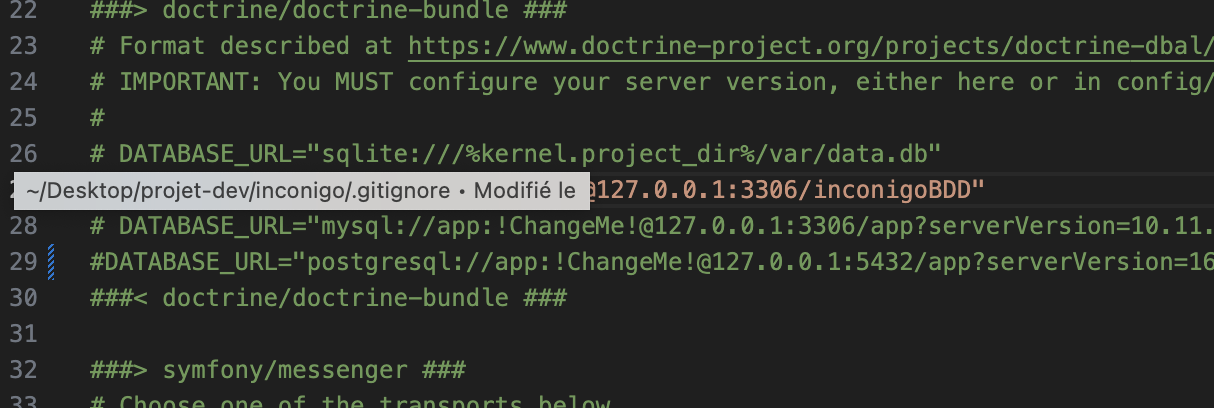 22 ###> doctrine/doctrine-bundle ###
23 # Format described at https://www.doctrine-project.org/projects/doctrine-dbal/
24 # IMPORTANT: You MUST configure your server version, either here or in config/
25 #
26 # DATABASE_URL="sqlite:///%kernel.project_dir%/var/data.db"
~/Desktop/projet-dev/inconigo/.gitignore • Modifié le @127.0.0.1:3306/inconigoBDD"
28 # DATABASE_URL="mysql://app:!ChangeMe!@127.0.0.1:3306/app?serverVersion=10.11.
29 #DATABASE_URL="postgresql://app:!ChangeMe!@127.0.0.1:5432/app?serverVersion=16
30 ###< doctrine/doctrine-bundle ###
31
32 ###> symfony/messenger ###
33 # Choose one of the transports below